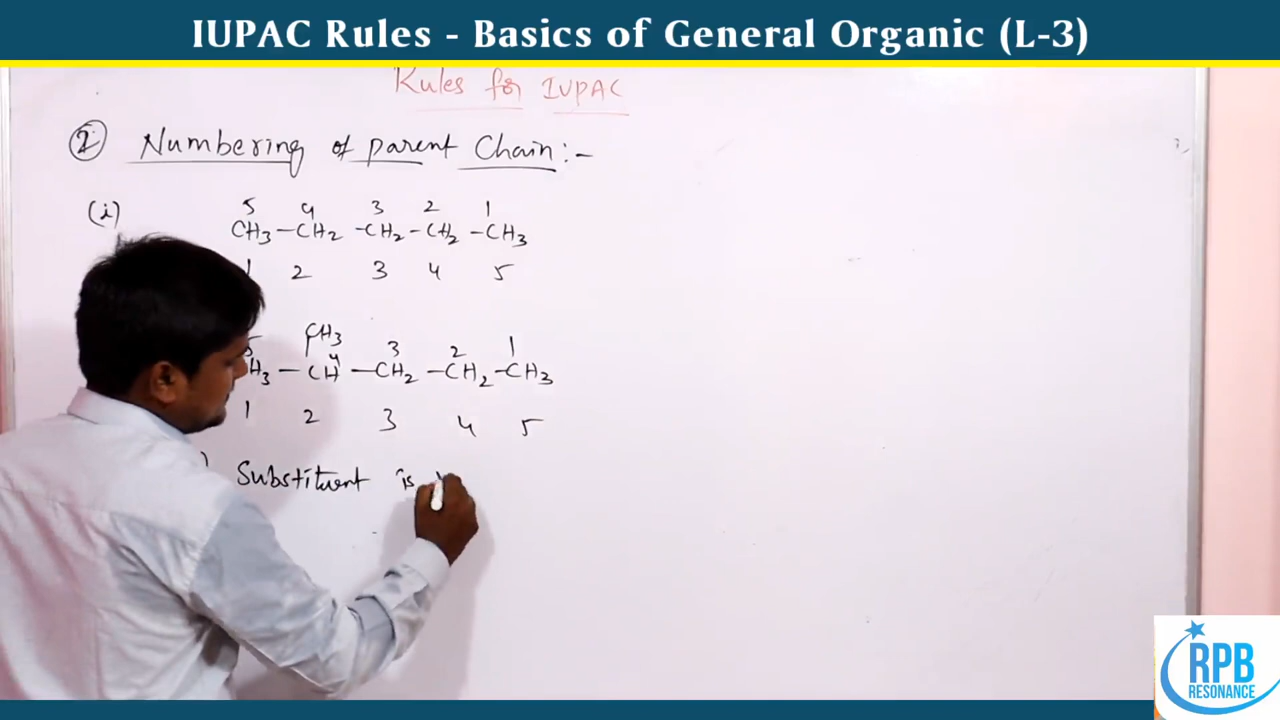 IUPAC Rules - Basics of General Organic (L-3)
Rules for IUPAC
2 Numbering of parent Chain:-
(i)
5 4 3 2 1
CH3 - CH2 - CH2 - CH2 - CH3
1 2 3 4 5
CH3
5 4 3 2 1
H3 - CH - CH2 - CH2 - CH3
1 2 3 4 5
) Substituent is
RPB
RESONANCE